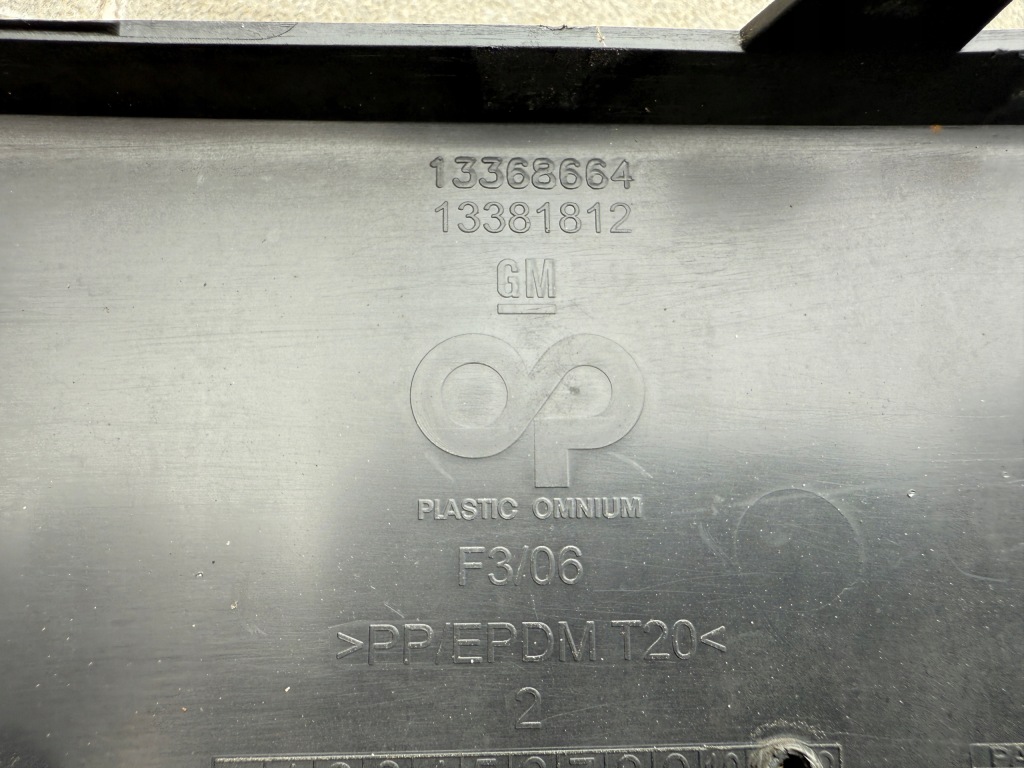 13368664
13381812
GM
PLASTIC OMNIUM
F3/06
>PP/EPDM T20<
2